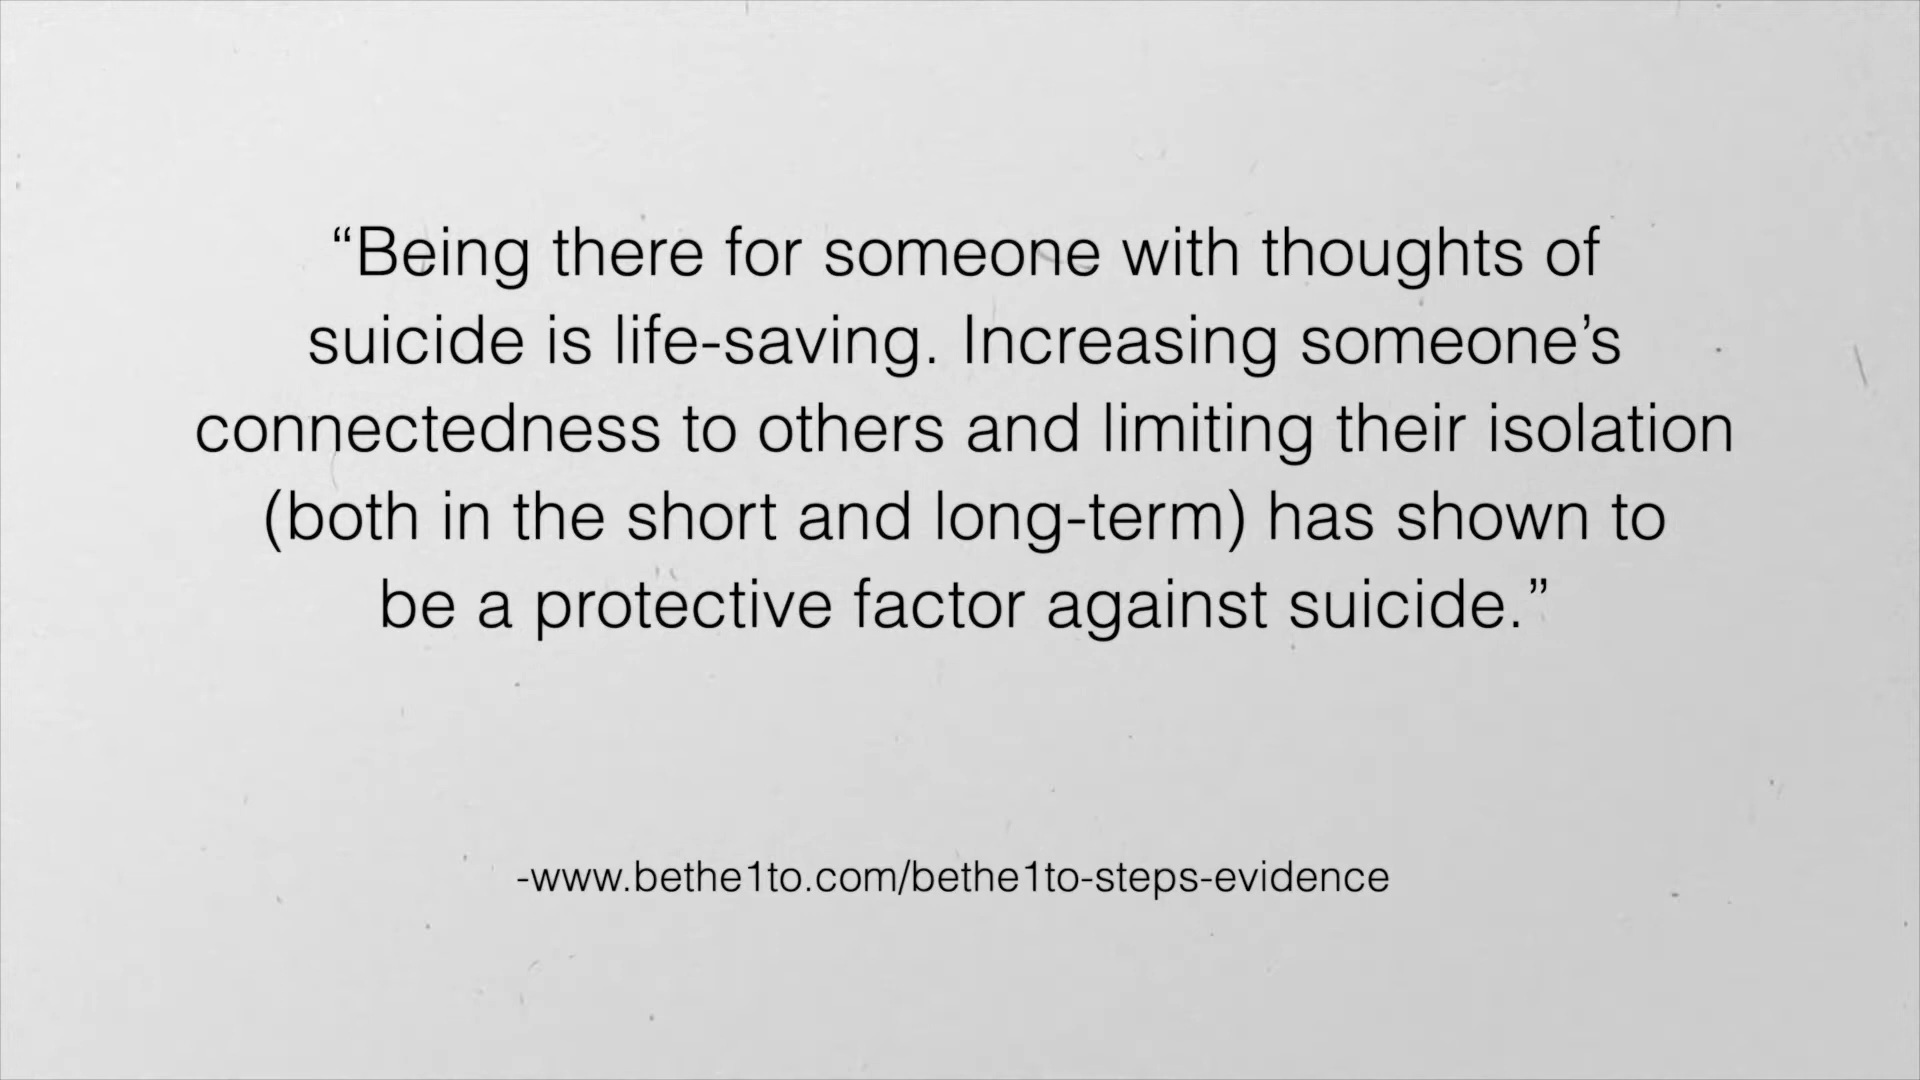 “Being there for someone with thoughts of
suicide is life-saving. Increasing someone’s
connectedness to others and limiting their isolation
(both in the short and long-term) has shown to
be a protective factor against suicide.”
-www.bethe1to.com/bethe1to-steps-evidence